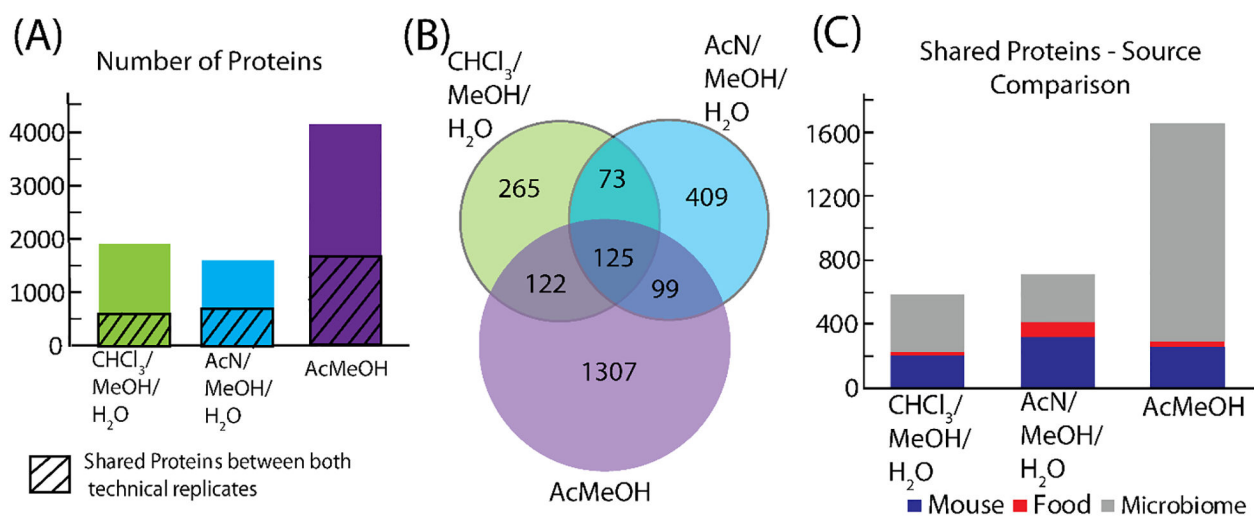 (A)
Number of Proteins
4000
3000
2000
1000
0
CHCl₃/
MeOH/
H₂O
AcN/
MeOH/
H₂O
AcMeOH
Shared Proteins between both
technical replicates
(B)
CHCl₃/
MeOH/
H₂O
AcN/
MeOH/
H₂O
265
73
409
125
122
99
1307
AcMeOH
(C)
Shared Proteins - Source
Comparison
1600
1200
800
400
0
CHCl₃/
MeOH/
H₂O
AcN/
MeOH/
H₂O
AcMeOH
Mouse Food Microbiome